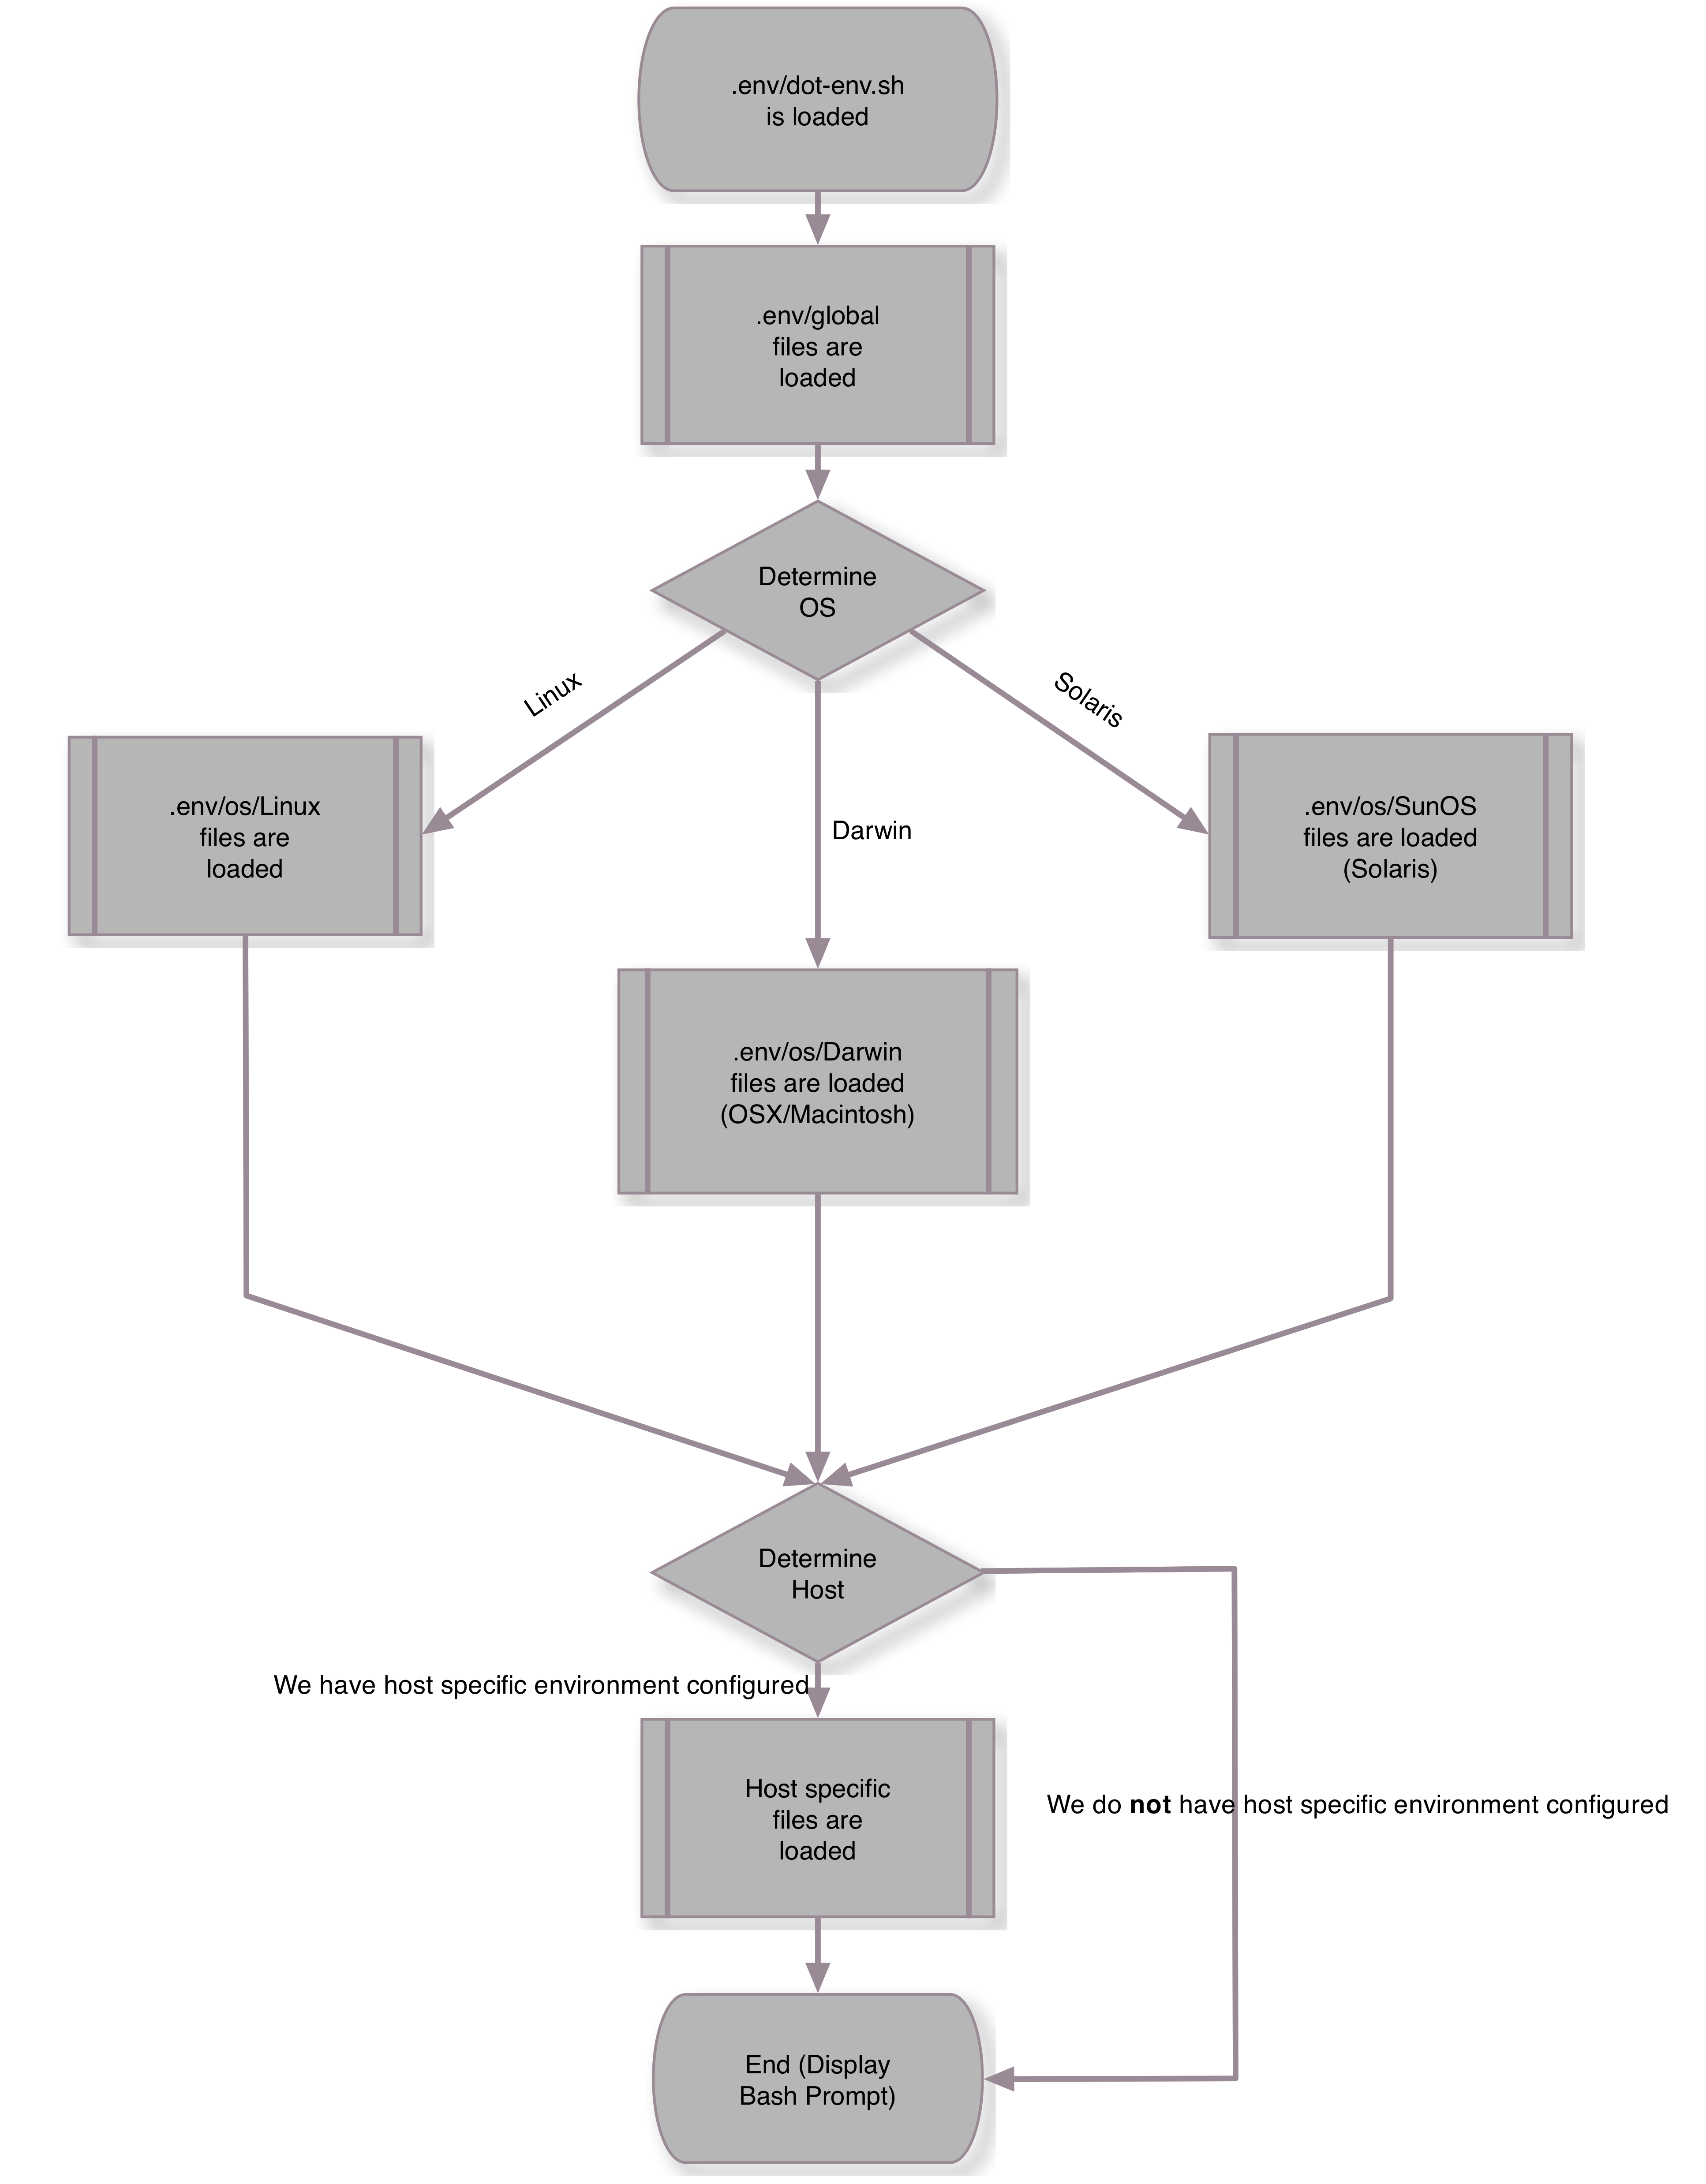 .env/dot-env.sh
is loaded
.env/global
files are
loaded
Determine
OS
Linux
Solaris
Darwin
.env/os/Linux
files are
loaded
.env/os/SunOS
files are loaded
(Solaris)
.env/os/Darwin
files are loaded
(OSX/Macintosh)
Determine
Host
We have host specific environment configured
Host specific
files are
loaded
We do not have host specific environment configured
End (Display
Bash Prompt)